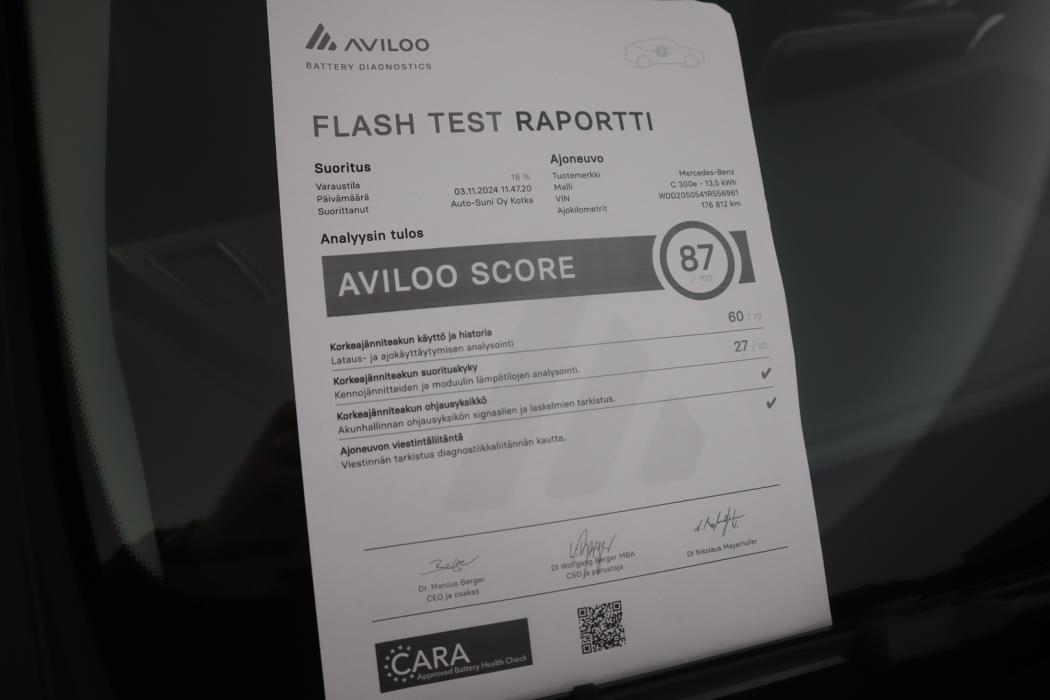 AVILOO
BATTERY DIAGNOSTICS
FLASH TEST RAPORTTI
Suoritus
Varaustila 18 %
Päivämäärä 03.11.2024 11.47.20
Suorittanut Auto-Suni Oy Kotka
Ajoneuvo
Tuotemerkki Mercedes-Benz
Malli C 300e - 13,5 kWh
VIN WDD2050541R556961
Ajokilometrit 176 812 km
Analyysin tulos
AVILOO SCORE 87 / 100
Korkeajänniteakun käyttö ja historia 60 / 70
Lataus- ja ajokäyttäytymisen analysointi
Korkeajänniteakun suorituskyky 27 / 30
Kennojännitteiden ja moduulin lämpötilojen analysointi.
Korkeajänniteakun ohjausyksikkö ✔
Akunhallinnan ohjausyksikön signaalien ja laskelmien tarkistus.
Ajoneuvon viestintäliitäntä ✔
Viestinnän tarkistus diagnostiikkaliitännän kautta.
Dr. Marcus Berger
CEO ja osakas
DI Wolfgang Berger MBA
CSO ja perustaja
DI Nikolaus Mayerhofer
CARA
Approved Battery Health Check